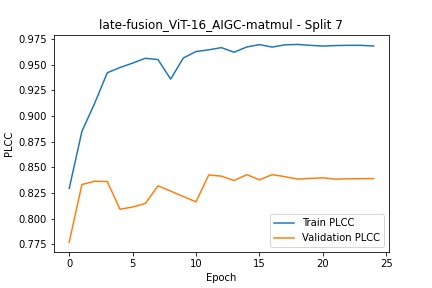 late-fusion_ViT-16_AIGC-matmul - Split 7
0.975
0.950
0.925
0.900
0.875
0.850
0.825
0.800
0.775
PLCC
Train PLCC
Validation PLCC
0 5 10 15 20 25
Epoch